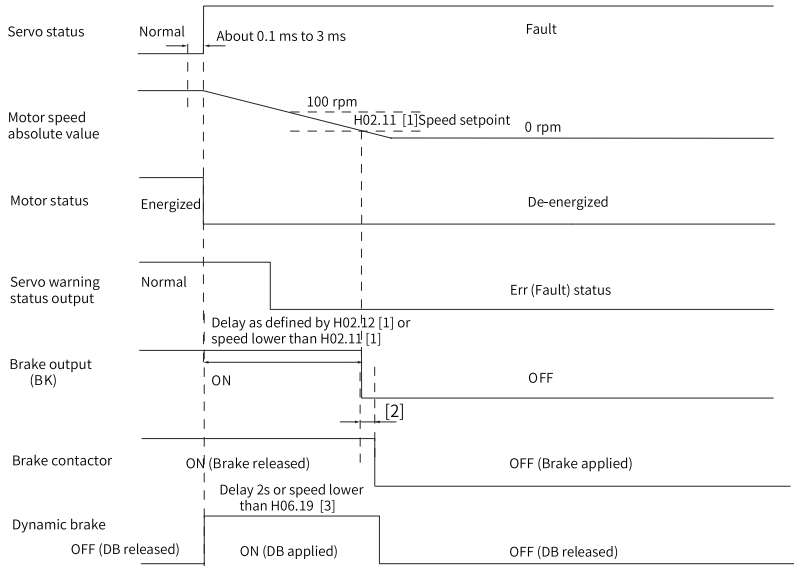 Servo status
Normal
About 0.1 ms to 3 ms
Fault
Motor speed
absolute value
100 rpm
H02.11 [1]Speed setpoint
0 rpm
Motor status
Energized
De-energized
Servo warning
status output
Normal
Err (Fault) status
Delay as defined by H02.12 [1] or
speed lower than H02.11 [1]
Brake output
(BK)
ON
OFF
[2]
Brake contactor
ON (Brake released)
OFF (Brake applied)
Delay 2s or speed lower
than H06.19 [3]
Dynamic brake
OFF (DB released)
ON (DB applied)
OFF (DB released)